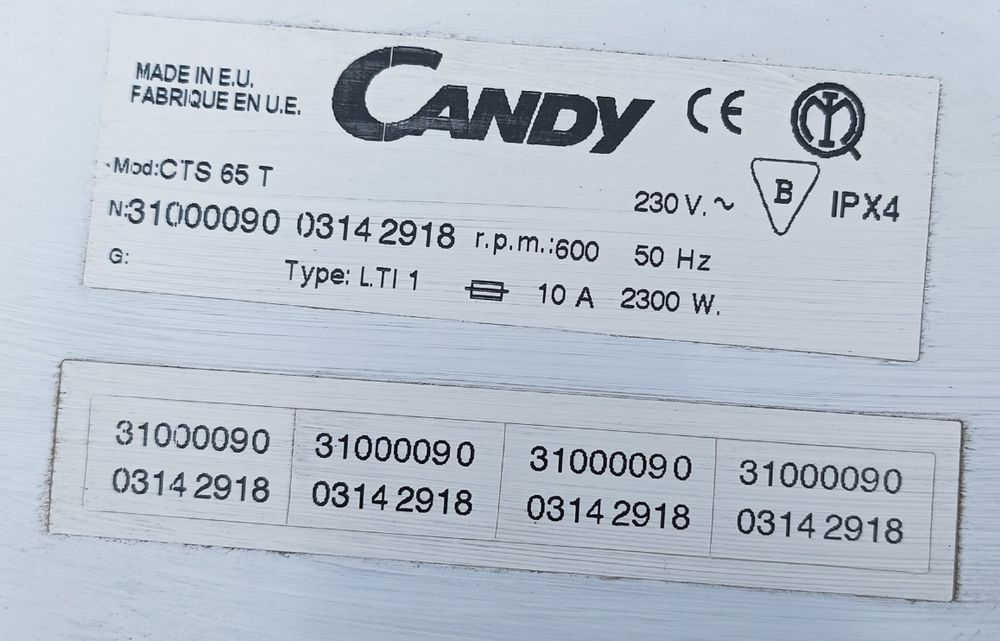 MADE IN E.U.
FABRIQUE EN U.E.
CANDY
CE
IMQ
Mod:CTS 65 T
230 V. ~
B
IPX4
N:31000090 0314 2918 r.p.m.:600 50 Hz
G:
Type: LTI 1
10 A 2300 W.
31000090 31000090 31000090 31000090
0314 2918 0314 2918 0314 2918 0314 2918